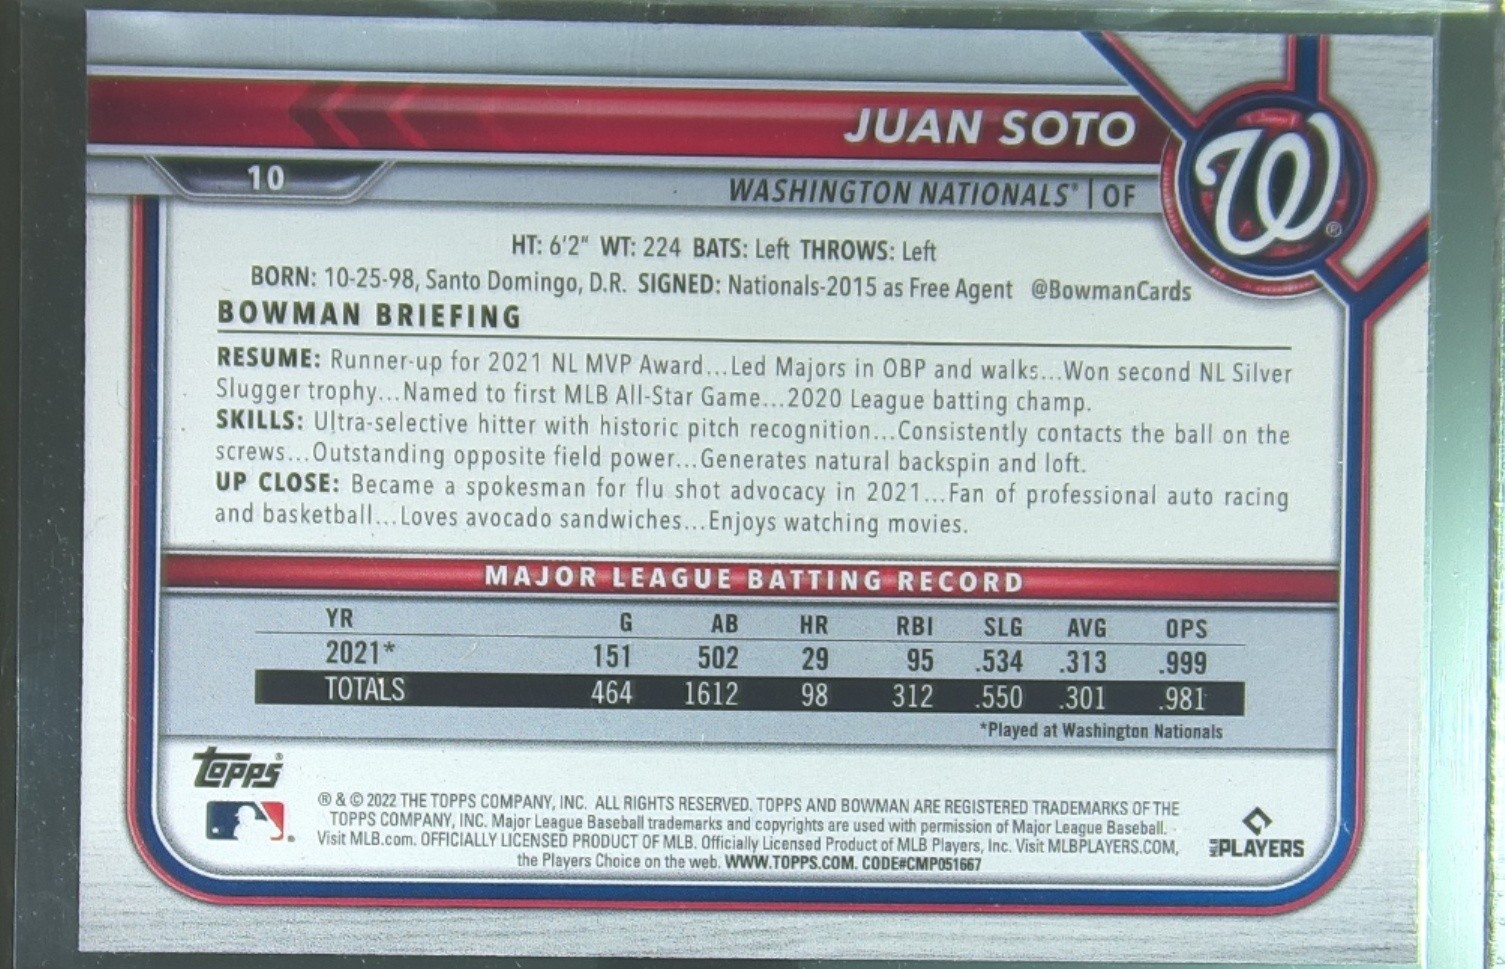 JUAN SOTO
10
WASHINGTON NATIONALS® | OF
W®
HT: 6'2" WT: 224 BATS: Left THROWS: Left
BORN: 10-25-98, Santo Domingo, D.R. SIGNED: Nationals-2015 as Free Agent @BowmanCards
BOWMAN BRIEFING
RESUME: Runner-up for 2021 NL MVP Award...Led Majors in OBP and walks...Won second NL Silver
Slugger trophy...Named to first MLB All-Star Game...2020 League batting champ.
SKILLS: Ultra-selective hitter with historic pitch recognition...Consistently contacts the ball on the
screws...Outstanding opposite field power...Generates natural backspin and loft.
UP CLOSE: Became a spokesman for flu shot advocacy in 2021...Fan of professional auto racing
and basketball...Loves avocado sandwiches...Enjoys watching movies.
MAJOR LEAGUE BATTING RECORD
YR G AB HR RBI SLG AVG OPS
2021* 151 502 29 95 .534 .313 .999
TOTALS 464 1612 98 312 .550 .301 .981
*Played at Washington Nationals
topps®
® & © 2022 THE TOPPS COMPANY, INC. ALL RIGHTS RESERVED. TOPPS AND BOWMAN ARE REGISTERED TRADEMARKS OF THE
TOPPS COMPANY, INC. Major League Baseball trademarks and copyrights are used with permission of Major League Baseball.
Visit MLB.com. OFFICIALLY LICENSED PRODUCT OF MLB. Officially Licensed Product of MLB Players, Inc. Visit MLBPLAYERS.COM,
the Players Choice on the web. WWW.TOPPS.COM. CODE#CMP051667
MLB PLAYERS